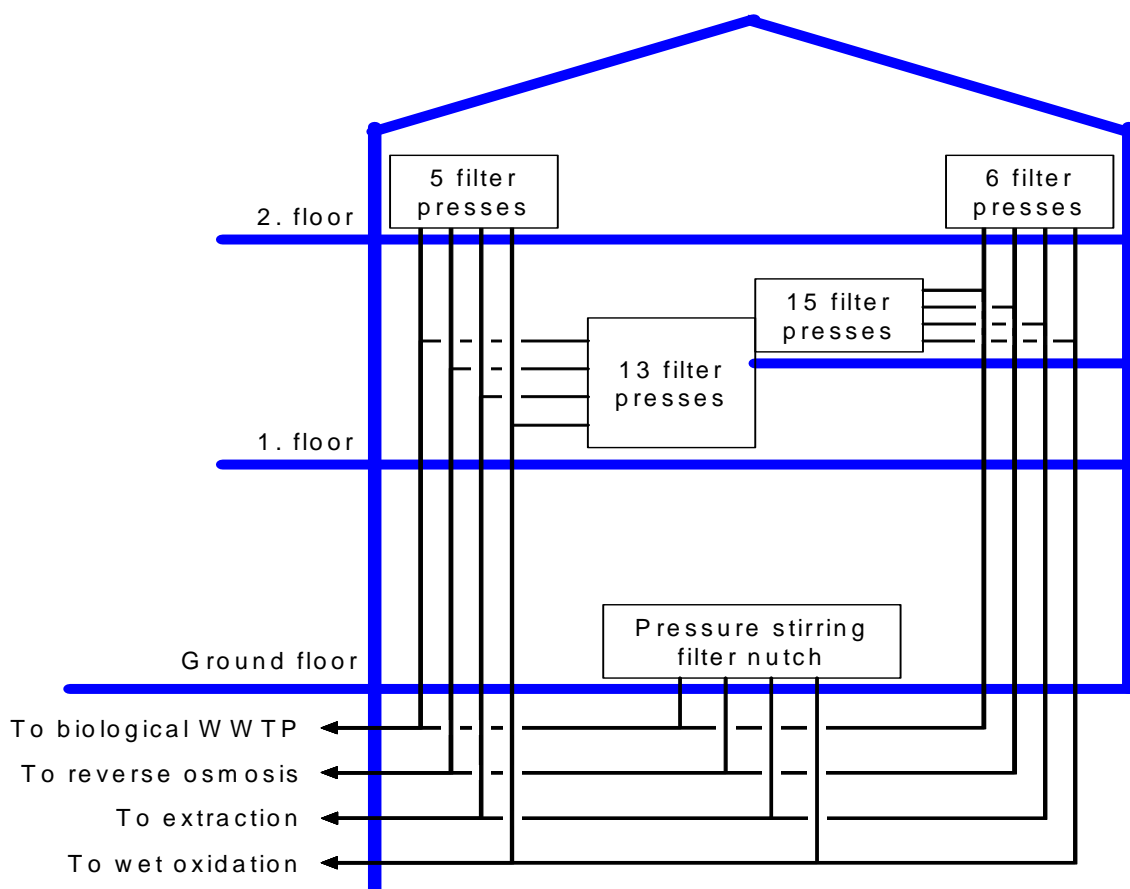 5 filter
presses
6 filter
presses
2. floor
15 filter
presses
13 filter
presses
1. floor
Pressure stirring
filter nutch
Ground floor
To biological WWTP
To reverse osmosis
To extraction
To wet oxidation